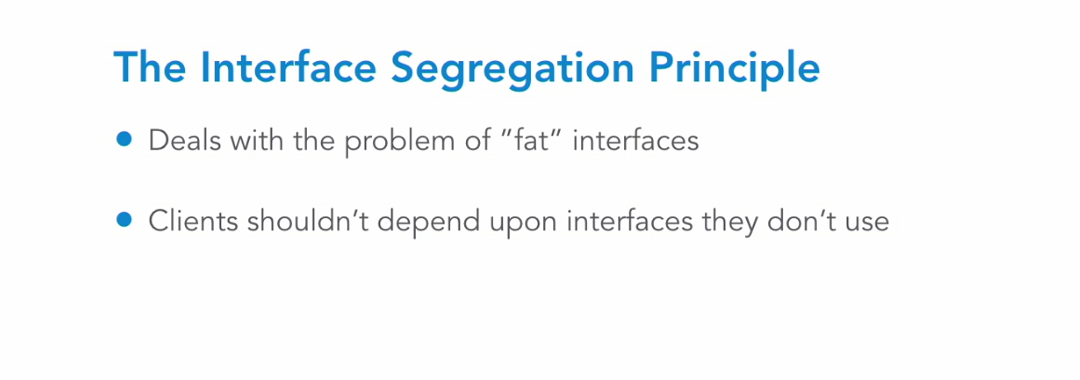 The Interface Segregation Principle
● Deals with the problem of ”fat” interfaces
● Clients shouldn’t depend upon interfaces they don’t use